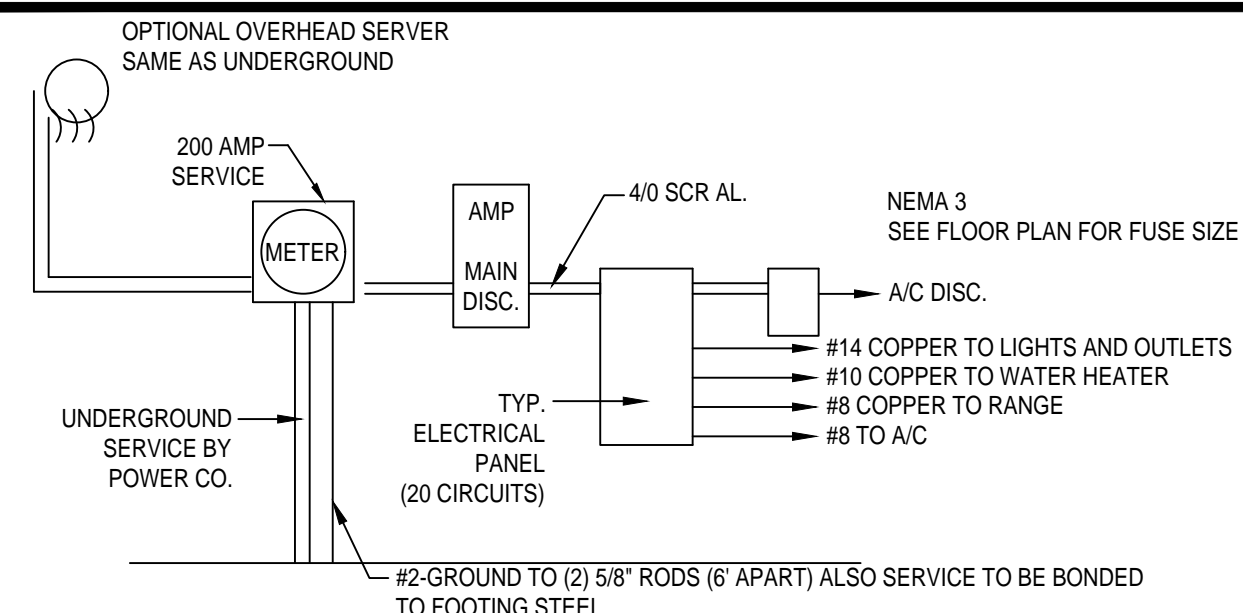 OPTIONAL OVERHEAD SERVER
SAME AS UNDERGROUND
200 AMP
SERVICE
METER
AMP
MAIN
DISC.
4/0 SCR AL.
NEMA 3
SEE FLOOR PLAN FOR FUSE SIZE
A/C DISC.
#14 COPPER TO LIGHTS AND OUTLETS
#10 COPPER TO WATER HEATER
#8 COPPER TO RANGE
#8 TO A/C
TYP.
ELECTRICAL
PANEL
(20 CIRCUITS)
UNDERGROUND
SERVICE BY
POWER CO.
#2-GROUND TO (2) 5/8" RODS (6' APART) ALSO SERVICE TO BE BONDED
TO FOOTING STEEL